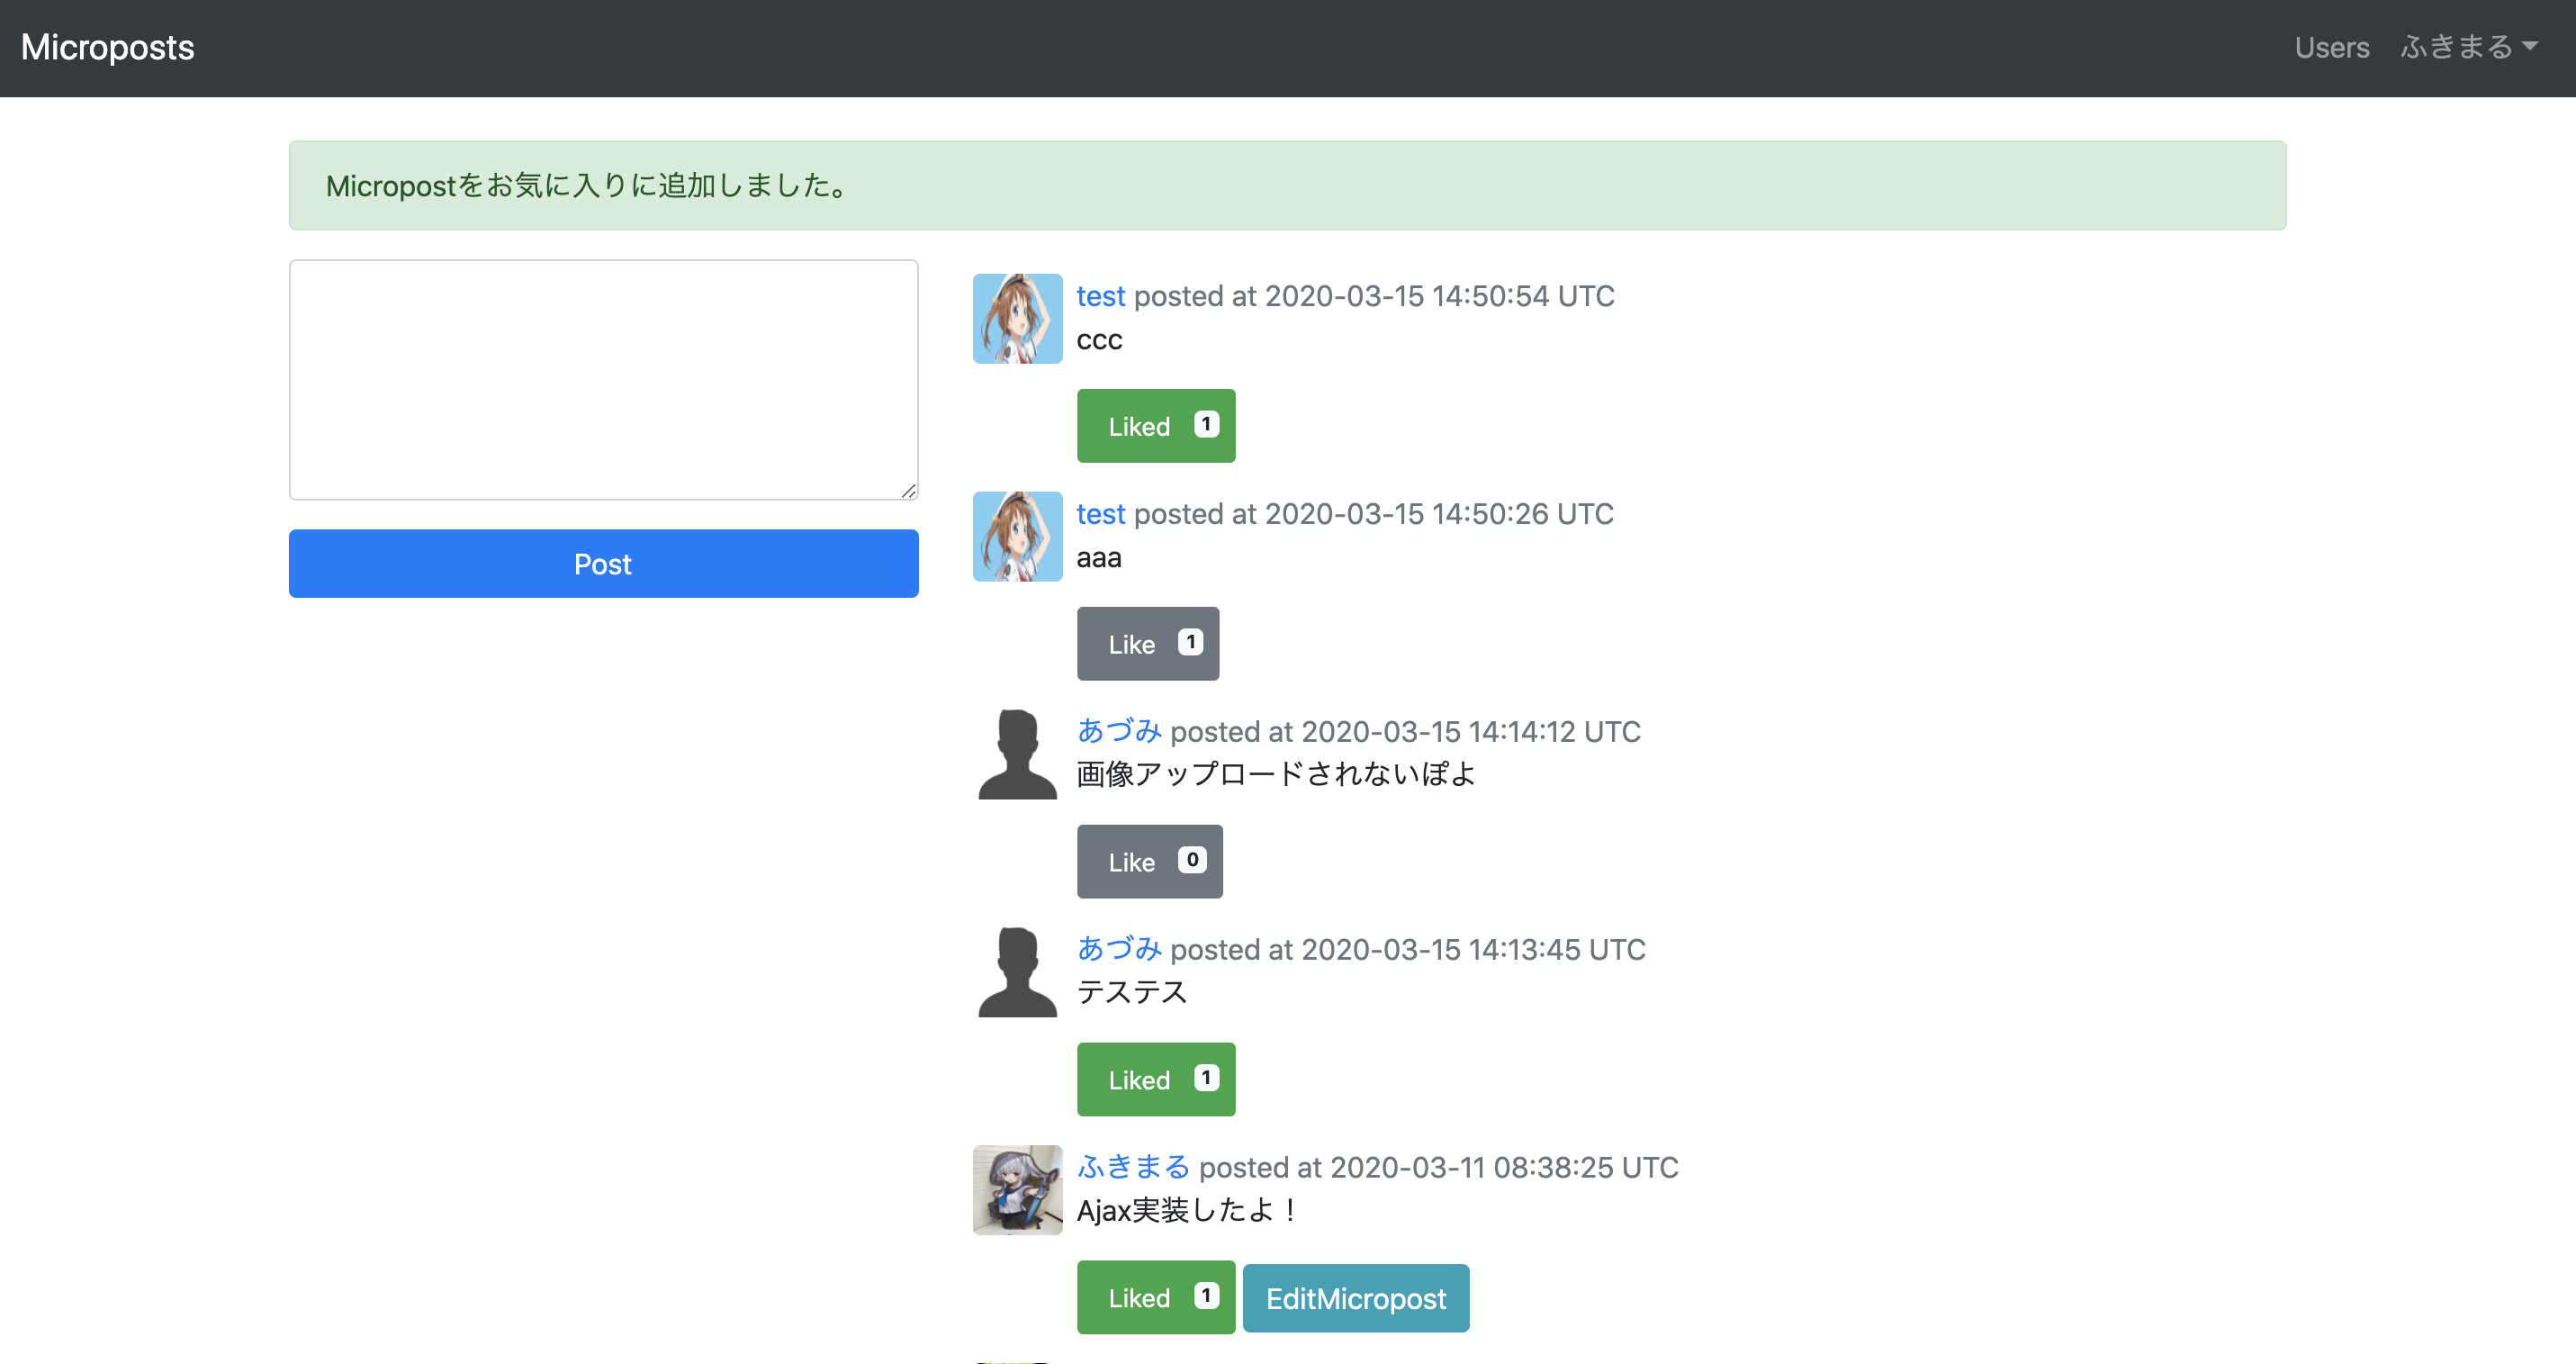 Microposts
Users ふきまる
Micropostをお気に入りに追加しました。
Post
test posted at 2020-03-15 14:50:54 UTC
ccc
Liked 1
test posted at 2020-03-15 14:50:26 UTC
aaa
Like 1
あづみ posted at 2020-03-15 14:14:12 UTC
画像アップロードされないぽよ
Like 0
あづみ posted at 2020-03-15 14:13:45 UTC
テステス
Liked 1
ふきまる posted at 2020-03-11 08:38:25 UTC
Ajax実装したよ！
Liked 1 EditMicropost